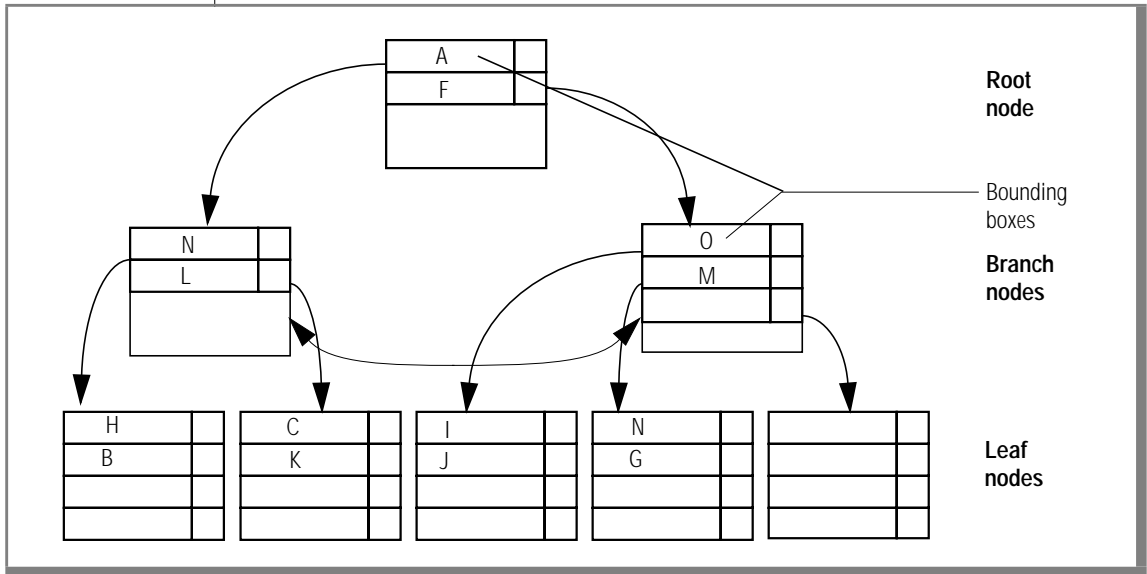 A
F
Root
node
Bounding
boxes
N
L
O
M
Branch
nodes
H
B
C
K
I
J
N
G
Leaf
nodes